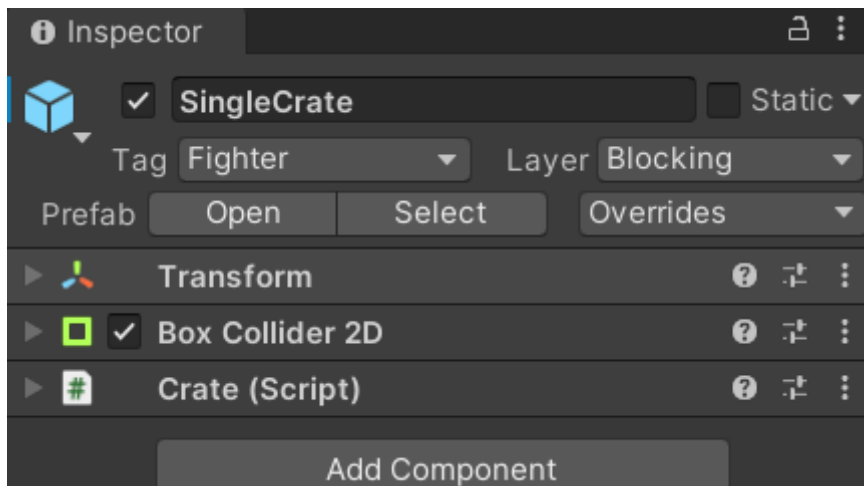 Inspector
SingleCrate Static
Tag Fighter Layer Blocking
Prefab Open Select Overrides
Transform
Box Collider 2D
# Crate (Script)
Add Component